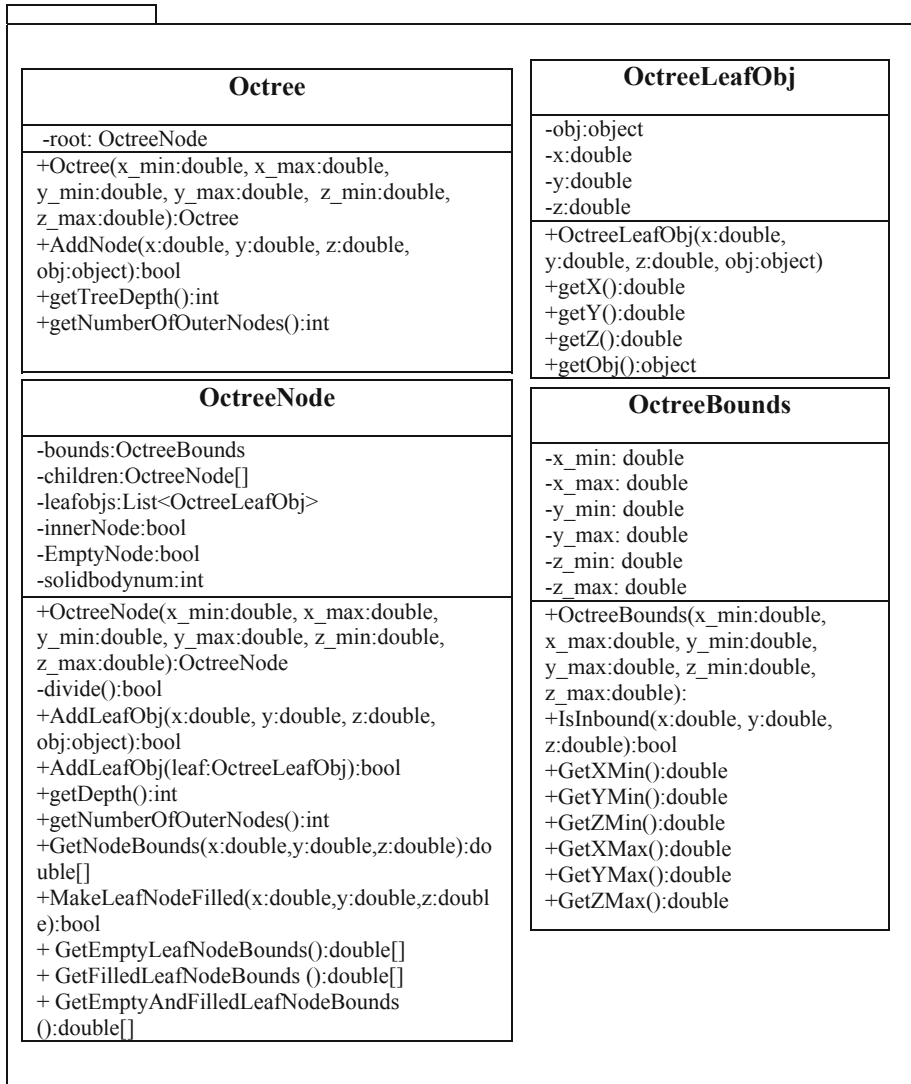 Octree
-root: OctreeNode
+Octree(x_min:double, x_max:double,
y_min:double, y_max:double, z_min:double,
z_max:double):Octree
+AddNode(x:double, y:double, z:double,
obj:object):bool
+getTreeDepth():int
+getNumberOfOuterNodes():int
OctreeLeafObj
-obj:object
-x:double
-y:double
-z:double
+OctreeLeafObj(x:double,
y:double, z:double, obj:object)
+getX():double
+getY():double
+getZ():double
+getObj():object
OctreeNode
-bounds:OctreeBounds
-children:OctreeNode[]
-leafobjs:List<OctreeLeafObj>
-innerNode:bool
-EmptyNode:bool
-solidbodynum:int
+OctreeNode(x_min:double, x_max:double,
y_min:double, y_max:double, z_min:double,
z_max:double):OctreeNode
-divide():bool
+AddLeafObj(x:double, y:double, z:double,
obj:object):bool
+AddLeafObj(leaf:OctreeLeafObj):bool
+getDepth():int
+getNumberOfOuterNodes():int
+GetNodeBounds(x:double,y:double,z:double):do
uble[]
+MakeLeafNodeFilled(x:double,y:double,z:doubl
e):bool
+ GetEmptyLeafNodeBounds():double[]
+ GetFilledLeafNodeBounds ():double[]
+ GetEmptyAndFilledLeafNodeBounds
():double[]
OctreeBounds
-x_min: double
-x_max: double
-y_min: double
-y_max: double
-z_min: double
-z_max: double
+OctreeBounds(x_min:double,
x_max:double, y_min:double,
y_max:double, z_min:double,
z_max:double):
+IsInbound(x:double, y:double,
z:double):bool
+GetXMin():double
+GetYMin():double
+GetZMin():double
+GetXMax():double
+GetYMax():double
+GetZMax():double